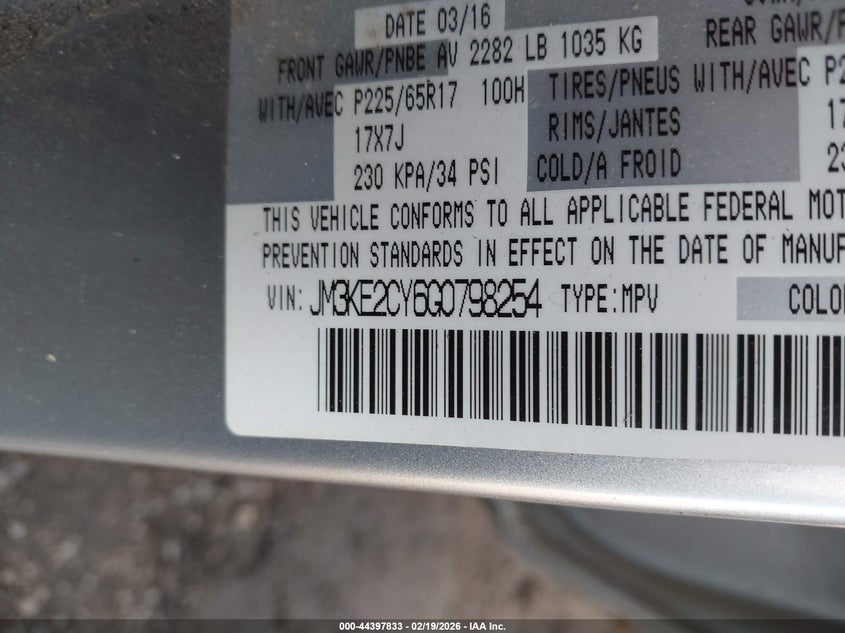 DATE 03/16
FRONT GAWR/PNBE AV 2282 LB 1035 KG
REAR GAWR/
WITH/AVEC P225/65R17 100H
TIRES/PNEUS WITH/AVEC
17X7J
RIMS/JANTES
230 KPA/34 PSI
COLD/A FROID
THIS VEHICLE CONFORMS TO ALL APPLICABLE FEDERAL
PREVENTION STANDARDS IN EFFECT ON THE DATE OF
VIN: JM3KE2CY6G0798254 TYPE:MPV
000-44397833 - 02/19/2026 - IAA Inc.